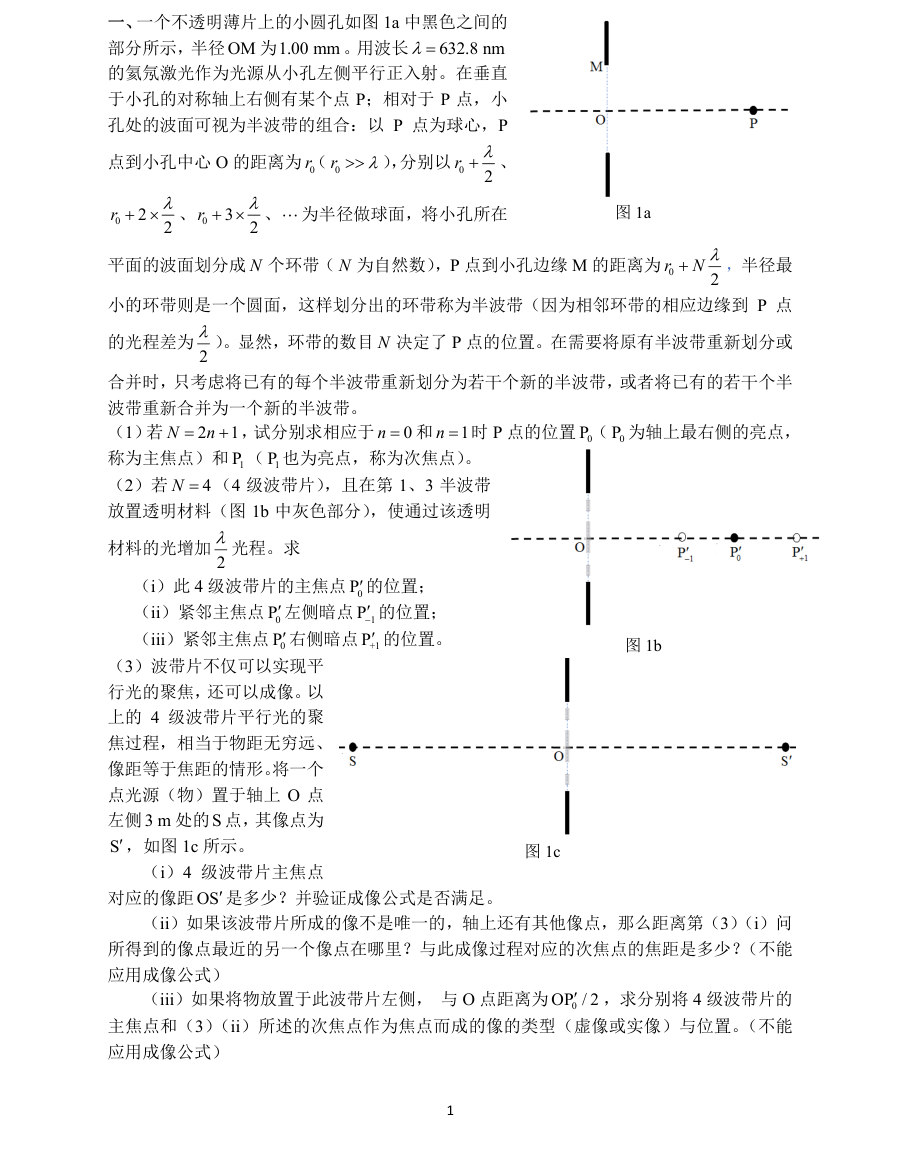 一、一个不透明薄片上的小圆孔如图 1a 中黑色之间的
部分所示，半径 OM 为 1.00 mm 。用波长 λ = 632.8 nm
的氦氖激光作为光源从小孔左侧平行正入射。在垂直
于小孔的对称轴上右侧有某个点 P；相对于 P 点，小
孔处的波面可视为半波带的组合：以 P 点为球心，P
点到小孔中心 O 的距离为 r₀（ r₀ >> λ ），分别以 r₀ + λ/2 、
r₀ + 2 × λ/2 、 r₀ + 3 × λ/2 、⋯ 为半径做球面，将小孔所在
M
O
P
图 1a
平面的波面划分成 N 个环带（ N 为自然数），P 点到小孔边缘 M 的距离为 r₀ + N λ/2 ，半径最
小的环带则是一个圆面，这样划分出的环带称为半波带（因为相邻环带的相应边缘到 P 点
的光程差为 λ/2 ）。显然，环带的数目 N 决定了 P 点的位置。在需要将原有半波带重新划分或
合并时，只考虑将已有的每个半波带重新划分为若干个新的半波带，或者将已有的若干个半
波带重新合并为一个新的半波带。
（1）若 N = 2n + 1，试分别求相应于 n = 0 和 n = 1 时 P 点的位置 P₀（ P₀ 为轴上最右侧的亮点，
称为主焦点）和 P₁（ P₁ 也为亮点，称为次焦点）。
（2）若 N = 4（4 级波带片），且在第 1、3 半波带
放置透明材料（图 1b 中灰色部分），使通过该透明
材料的光增加 λ/2 光程。求
（i）此 4 级波带片的主焦点 P′₀ 的位置；
（ii）紧邻主焦点 P′₀ 左侧暗点 P′₋₁ 的位置；
（iii）紧邻主焦点 P′₀ 右侧暗点 P′₊₁ 的位置。
O
P′₋₁
P′₀
P′₊₁
图 1b
（3）波带片不仅可以实现平
行光的聚焦，还可以成像。以
上的 4 级波带片平行光的聚
焦过程，相当于物距无穷远、
像距等于焦距的情形。将一个
点光源（物）置于轴上 O 点
左侧 3 m 处的 S 点，其像点为
S′，如图 1c 所示。
S
O
S′
图 1c
（i）4 级波带片主焦点
对应的像距 OS′ 是多少？并验证成像公式是否满足。
（ii）如果该波带片所成的像不是唯一的，轴上还有其他像点，那么距离第（3）（i）问
所得到的像点最近的另一个像点在哪里？与此成像过程对应的次焦点的焦距是多少？（不能
应用成像公式）
（iii）如果将物放置于此波带片左侧， 与 O 点距离为 OP′₀ / 2 ，求分别将 4 级波带片的
主焦点和（3）（ii）所述的次焦点作为焦点而成的像的类型（虚像或实像）与位置。（不能
应用成像公式）
1